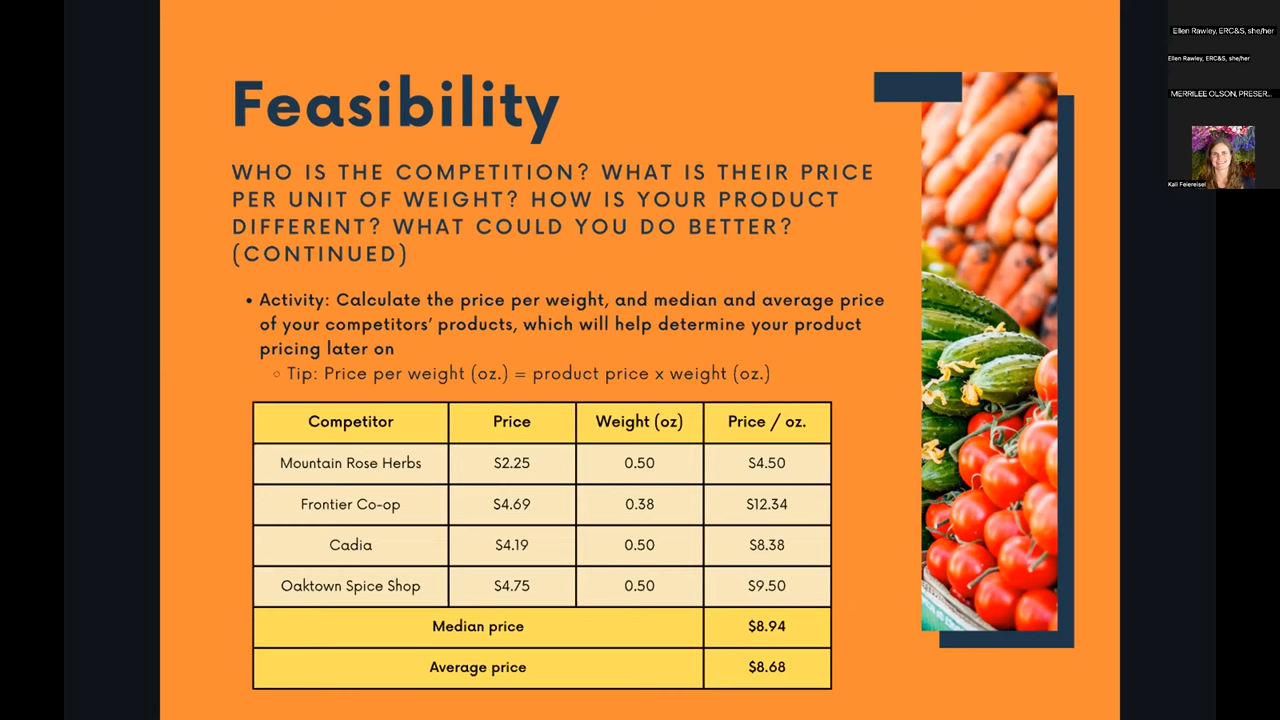 Feasibility
WHO IS THE COMPETITION? WHAT IS THEIR PRICE
PER UNIT OF WEIGHT? HOW IS YOUR PRODUCT
DIFFERENT? WHAT COULD YOU DO BETTER?
(CONTINUED)
• Activity: Calculate the price per weight, and median and average price
of your competitors' products, which will help determine your product
pricing later on
◦ Tip: Price per weight (oz.) = product price x weight (oz.)
Competitor Price Weight (oz) Price / oz.
Mountain Rose Herbs $2.25 0.50 $4.50
Frontier Co-op $4.69 0.38 $12.34
Cadia $4.19 0.50 $8.38
Oaktown Spice Shop $4.75 0.50 $9.50
Median price $8.94
Average price $8.68
Ellen Rawley, ERC&S, she/her
Ellen Rawley, ERC&S, she/her
MERRILEE OLSON, PRESER...
Kali Feiereisel